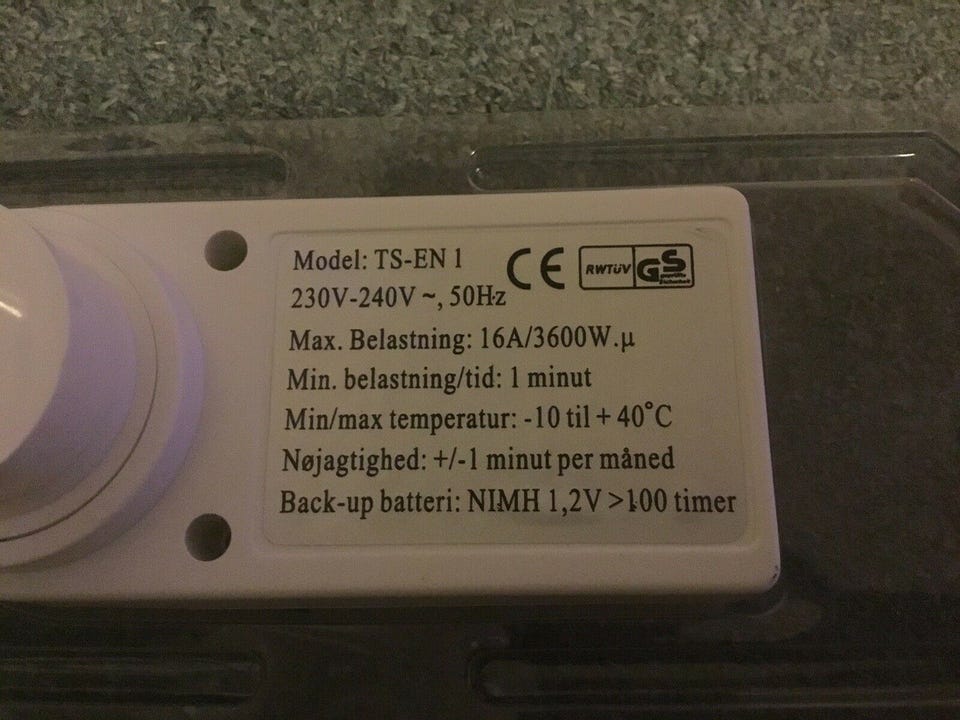 Model: TS-EN 1
CE
RWTÜV
GS
geprüfte
Sicherheit
230V-240V ~, 50Hz
Max. Belastning: 16A/3600W.µ
Min. belastning/tid: 1 minut
Min/max temperatur: -10 til + 40°C
Nøjagtighed: +/-1 minut per måned
Back-up batteri: NIMH 1,2V >100 timer